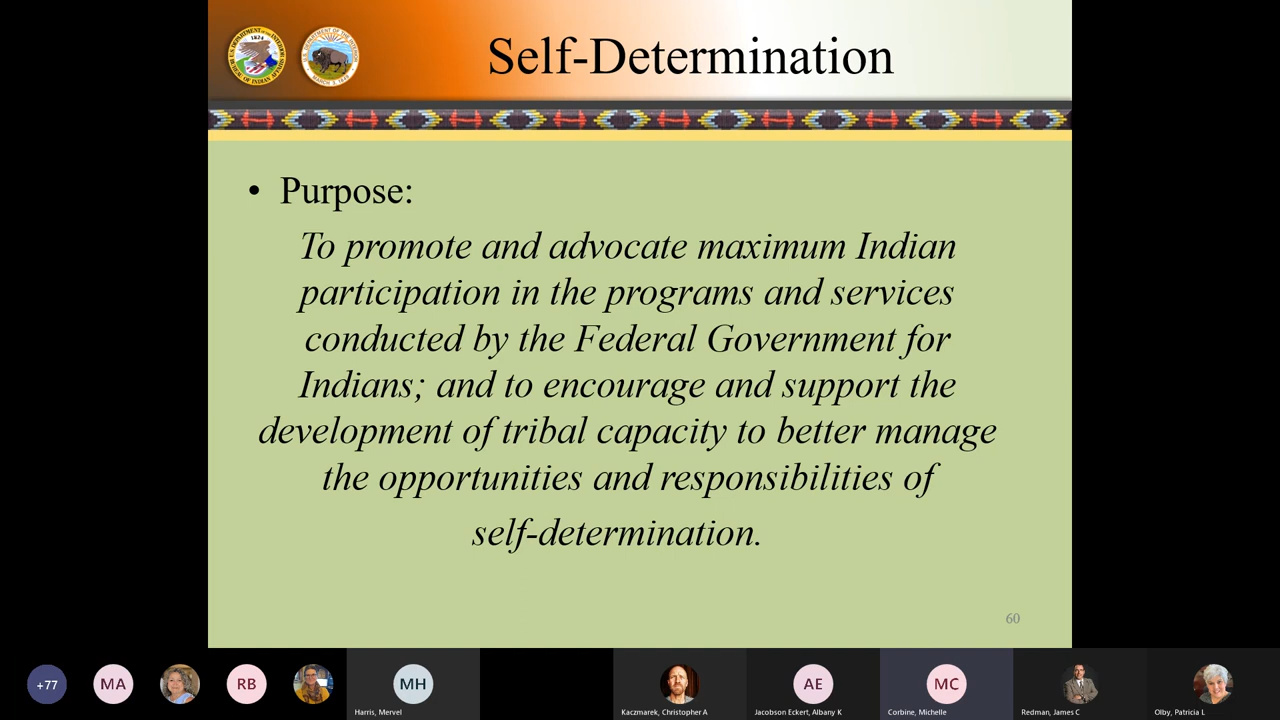 Self-Determination
• Purpose:
To promote and advocate maximum Indian
participation in the programs and services
conducted by the Federal Government for
Indians; and to encourage and support the
development of tribal capacity to better manage
the opportunities and responsibilities of
self-determination.
60
+77
MA
RB
MH
Harris, Mervel
Kaczmarek, Christopher A
AE
Jacobson Eckert, Albany K
MC
Corbine, Michelle
Redman, James C
Olby, Patricia L